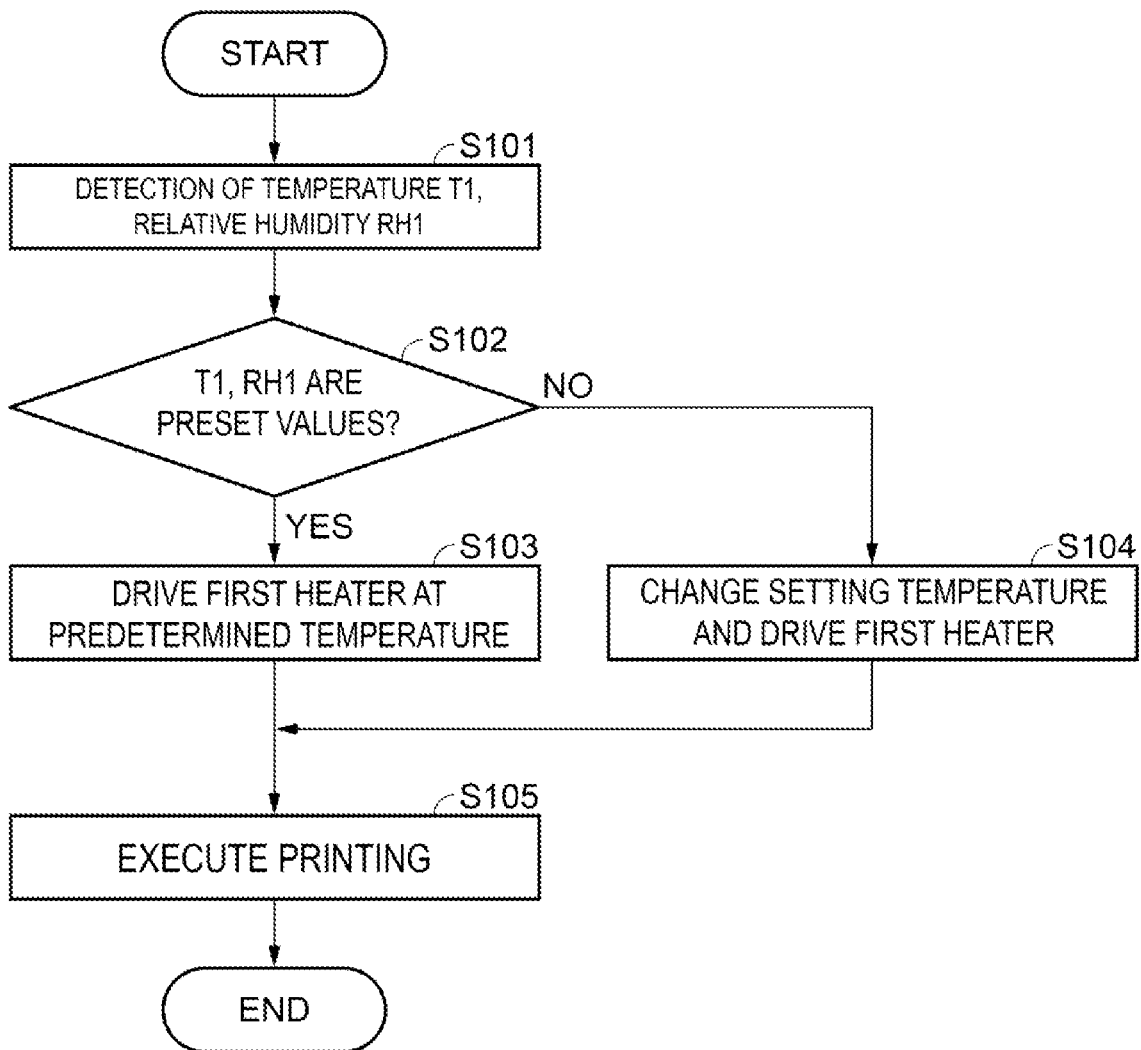 START
S101
DETECTION OF TEMPERATURE T1,
RELATIVE HUMIDITY RH1
S102
T1, RH1 ARE
PRESET VALUES?
NO
YES
S103
DRIVE FIRST HEATER AT
PREDETERMINED TEMPERATURE
S104
CHANGE SETTING TEMPERATURE
AND DRIVE FIRST HEATER
S105
EXECUTE PRINTING
END